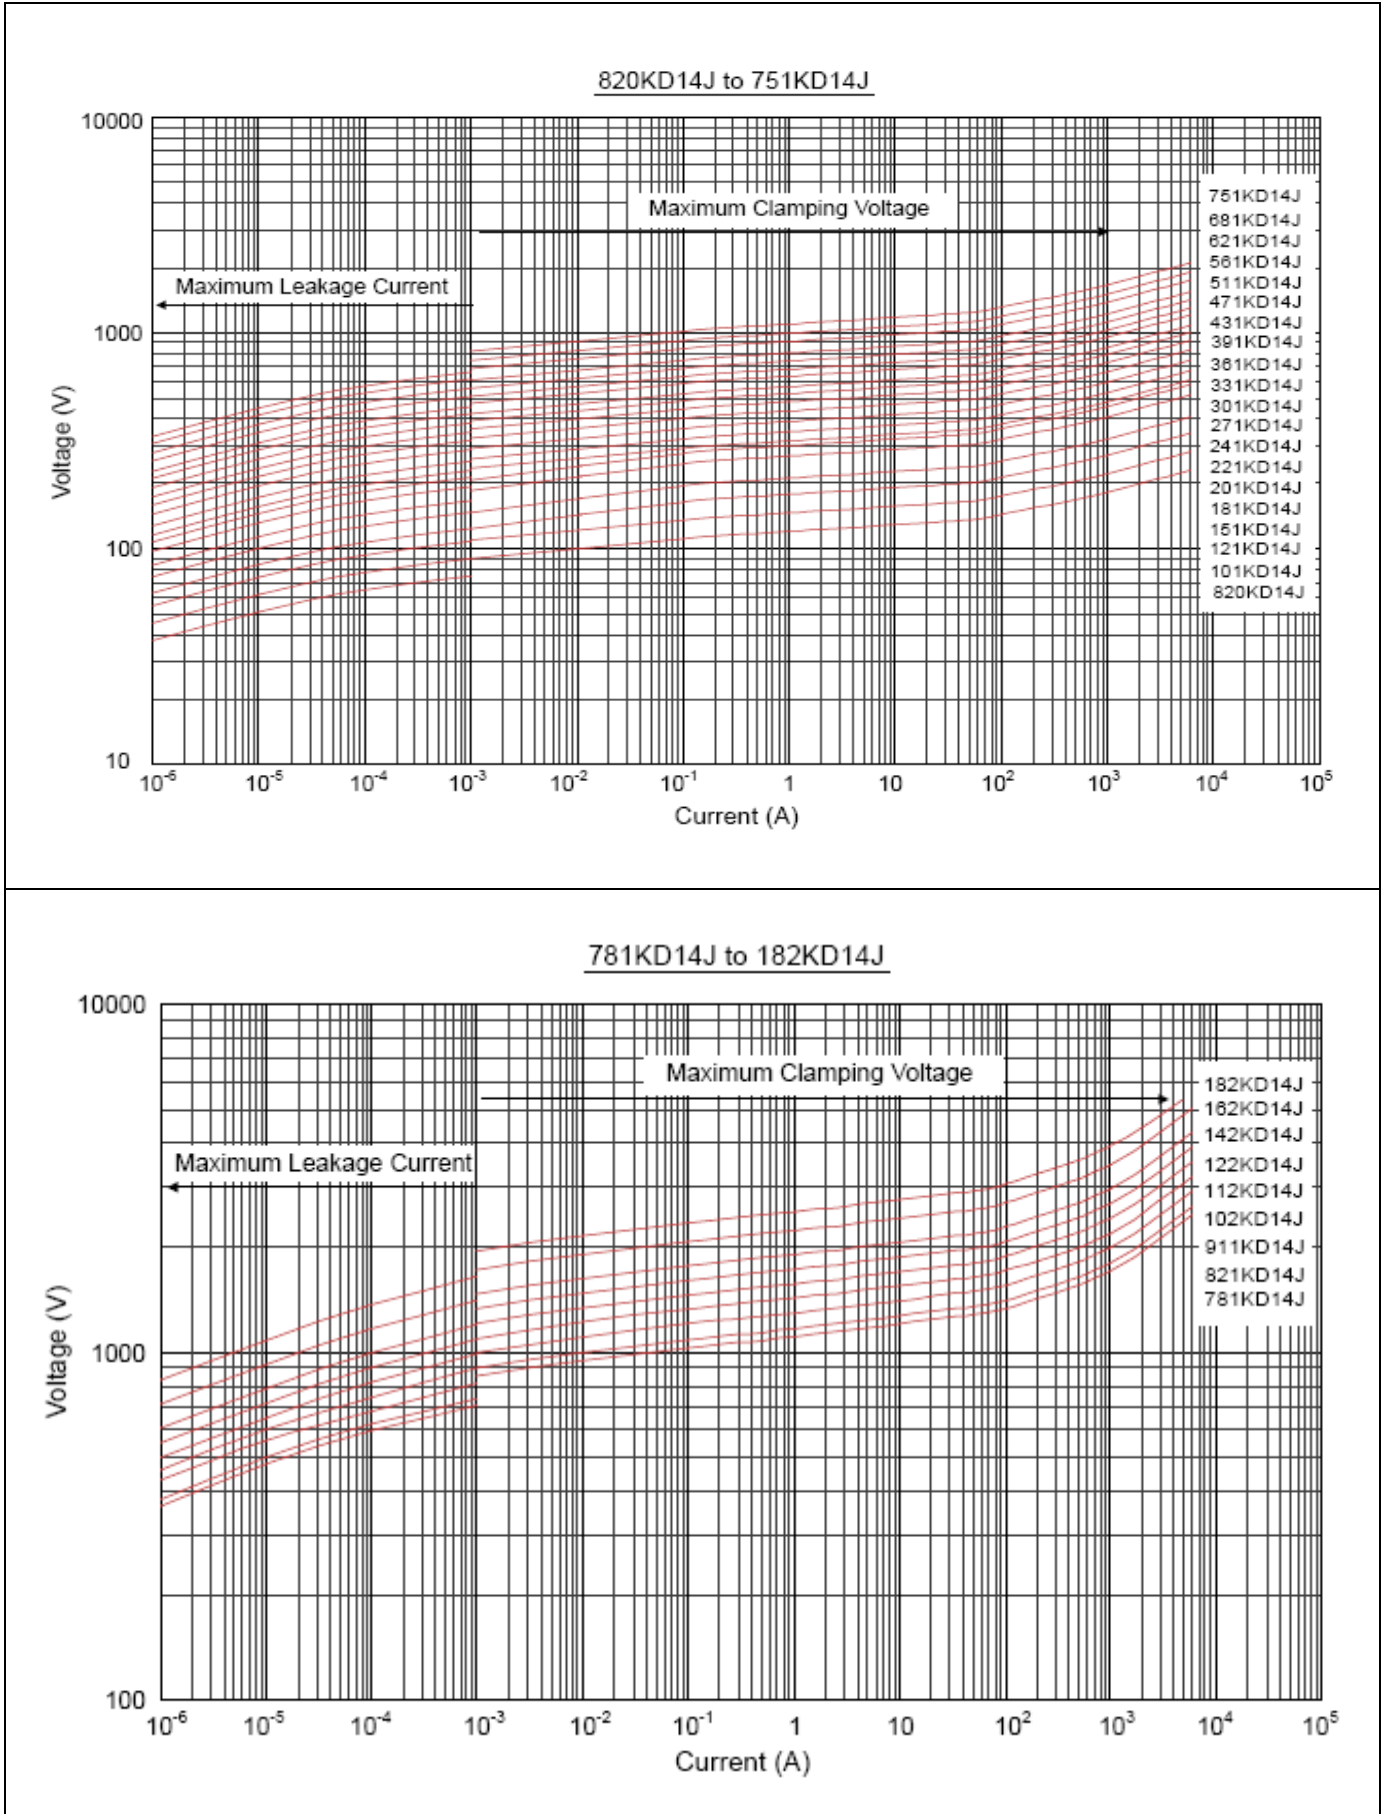 820KD14J to 751KD14J
10000
1000
100
10
Voltage (V)
Maximum Clamping Voltage
Maximum Leakage Current
751KD14J
681KD14J
621KD14J
561KD14J
511KD14J
471KD14J
431KD14J
391KD14J
361KD14J
331KD14J
301KD14J
271KD14J
241KD14J
221KD14J
201KD14J
181KD14J
151KD14J
121KD14J
101KD14J
820KD14J
10⁻⁶ 10⁻⁵ 10⁻⁴ 10⁻³ 10⁻² 10⁻¹ 1 10 10² 10³ 10⁴ 10⁵
Current (A)
781KD14J to 182KD14J
10000
1000
100
Voltage (V)
Maximum Clamping Voltage
Maximum Leakage Current
182KD14J
162KD14J
142KD14J
122KD14J
112KD14J
102KD14J
911KD14J
821KD14J
781KD14J
10⁻⁶ 10⁻⁵ 10⁻⁴ 10⁻³ 10⁻² 10⁻¹ 1 10 10² 10³ 10⁴ 10⁵
Current (A)